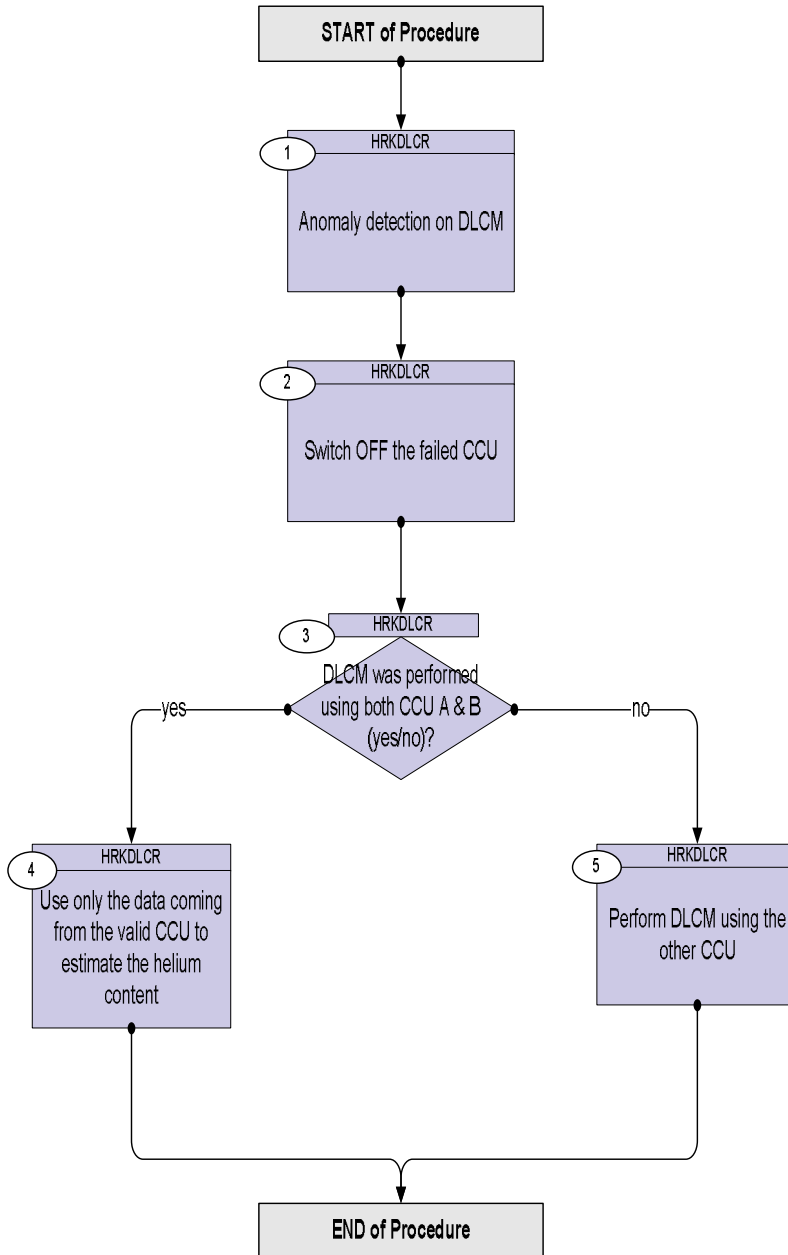 START of Procedure
HRKDLCR
1
Anomaly detection on DLCM
HRKDLCR
2
Switch OFF the failed CCU
HRKDLCR
3
DLCM was performed
using both CCU A & B
(yes/no)?
yes
no
HRKDLCR
4
Use only the data coming
from the valid CCU to
estimate the helium
content
HRKDLCR
5
Perform DLCM using the
other CCU
END of Procedure